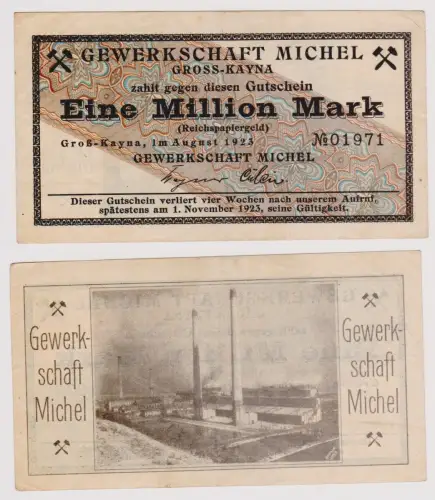 GEWERKSCHAFT MICHEL
GROSS-KAYNA
zahlt gegen diesen Gutschein
Eine Million Mark
(Reichspapiergeld)
Groß-Kayna, im August 1923
№ 01971
GEWERKSCHAFT MICHEL
Dieser Gutschein verliert vier Wochen nach unserem Aufruf,
spätestens am 1. November 1923, seine Gültigkeit.
Gewerk-
schaft
Michel
Gewerk-
schaft
Michel